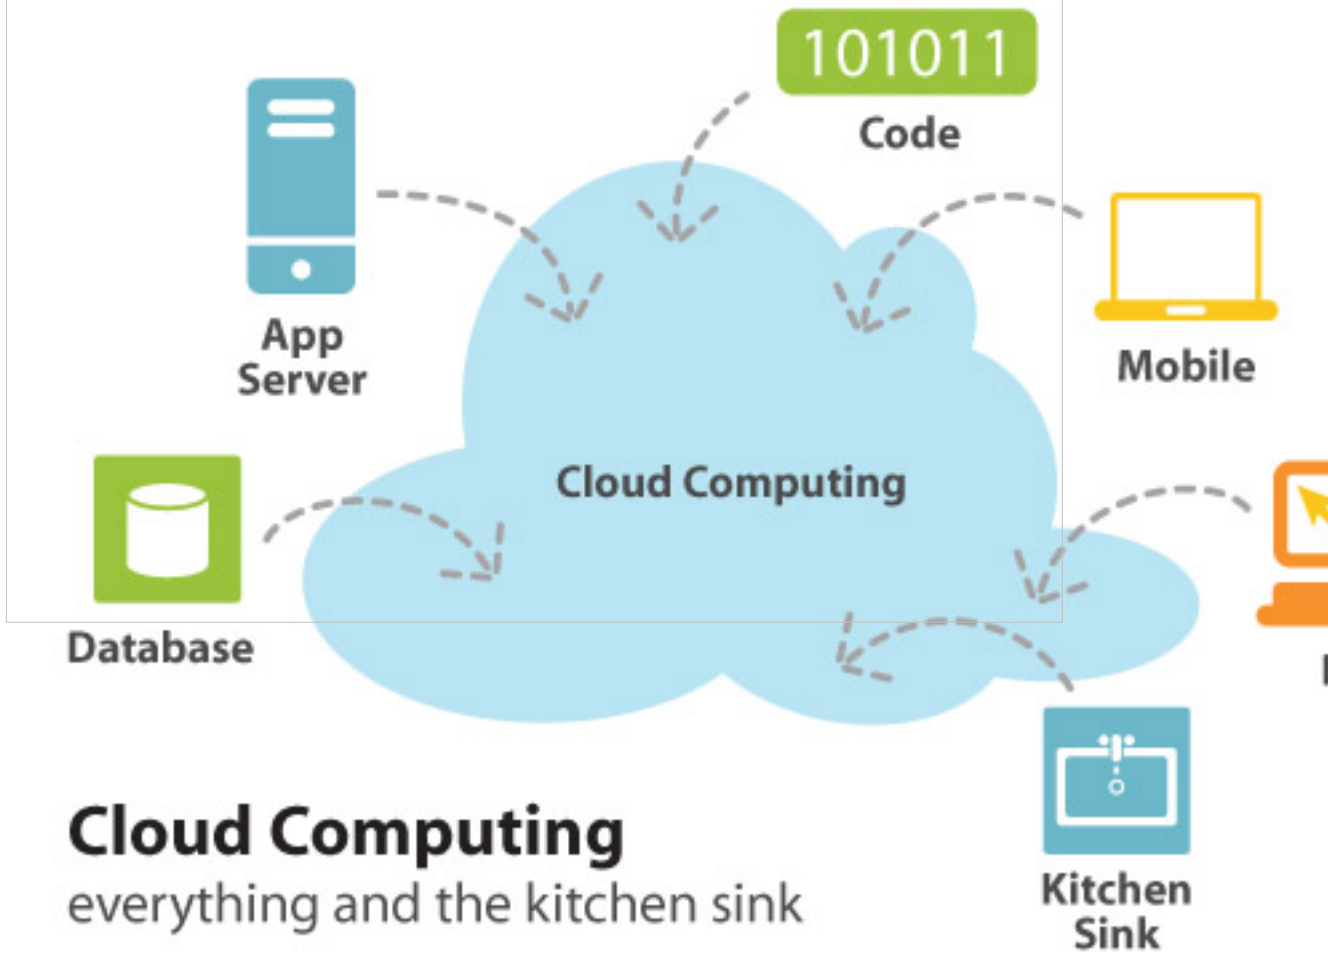 101011
Code
App
Server
Mobile
Cloud Computing
Database
Kitchen
Sink
Cloud Computing
everything and the kitchen sink